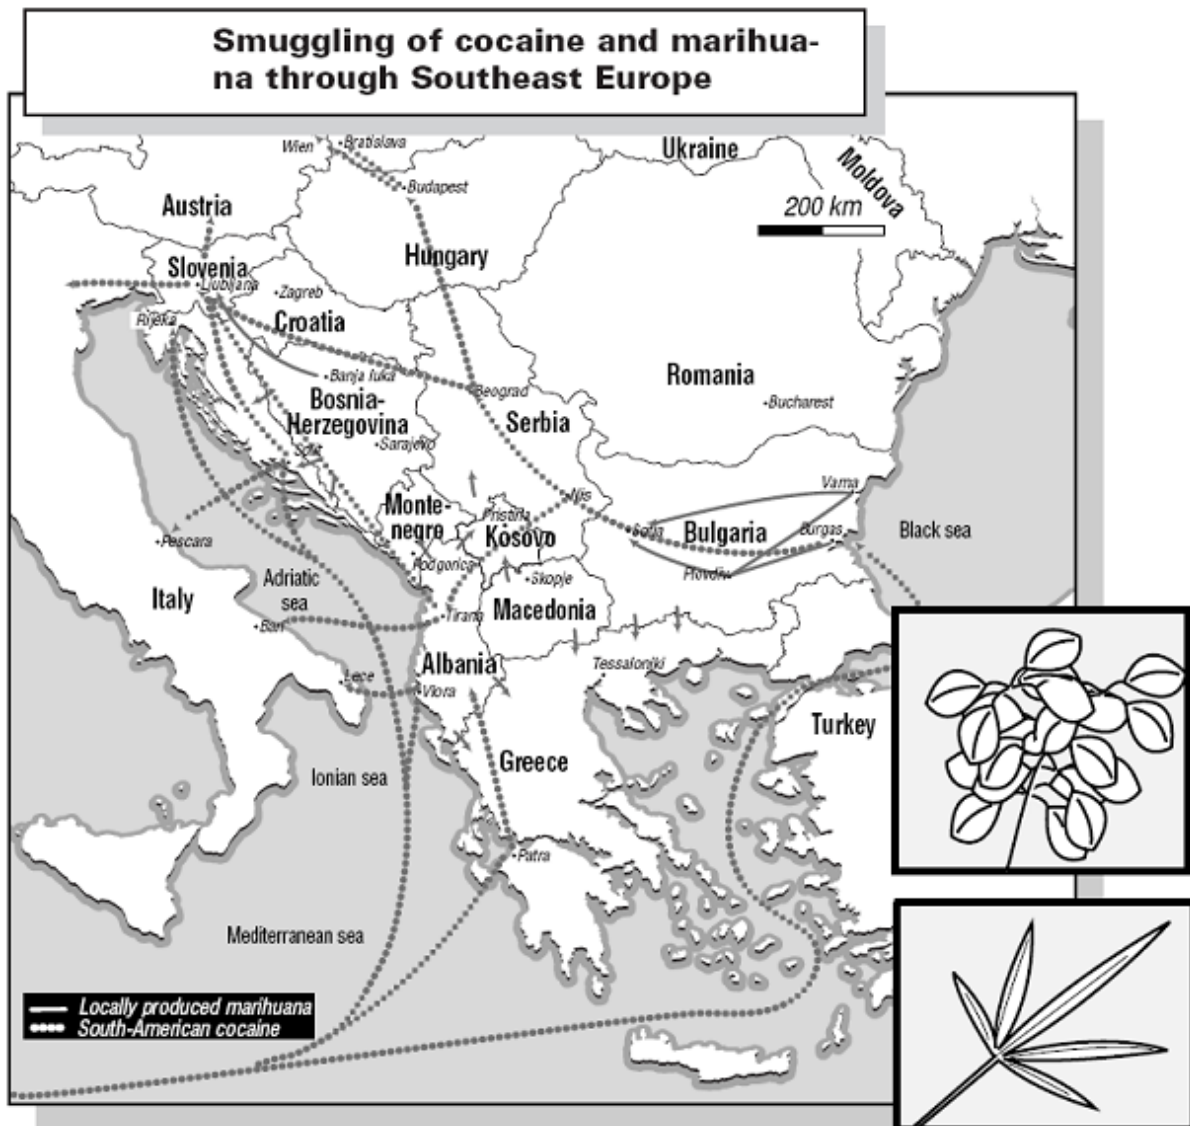 Smuggling of cocaine and marihua-
na through Southeast Europe
Wien
Bratislava
Ukraine
Moldova
Budapest
Austria
200 km
Hungary
Slovenia
Ljubljana
Zagreb
Rijeka
Croatia
Banja luka
Beograd
Romania
Bucharest
Bosnia-
Herzegovina
Serbia
Split
Sarajevo
Varna
Nis
Monte-
negro
Pristina
Kosovo
Sofia
Bulgaria
Burgas
Black sea
Pescara
Podgorica
Plovdiv
Skopje
Adriatic
sea
Italy
Macedonia
Bari
Tirana
Albania
Tessaloniki
Lece
Vlora
Turkey
Greece
Ionian sea
Patra
Mediterranean sea
Locally produced marihuana
South-American cocaine